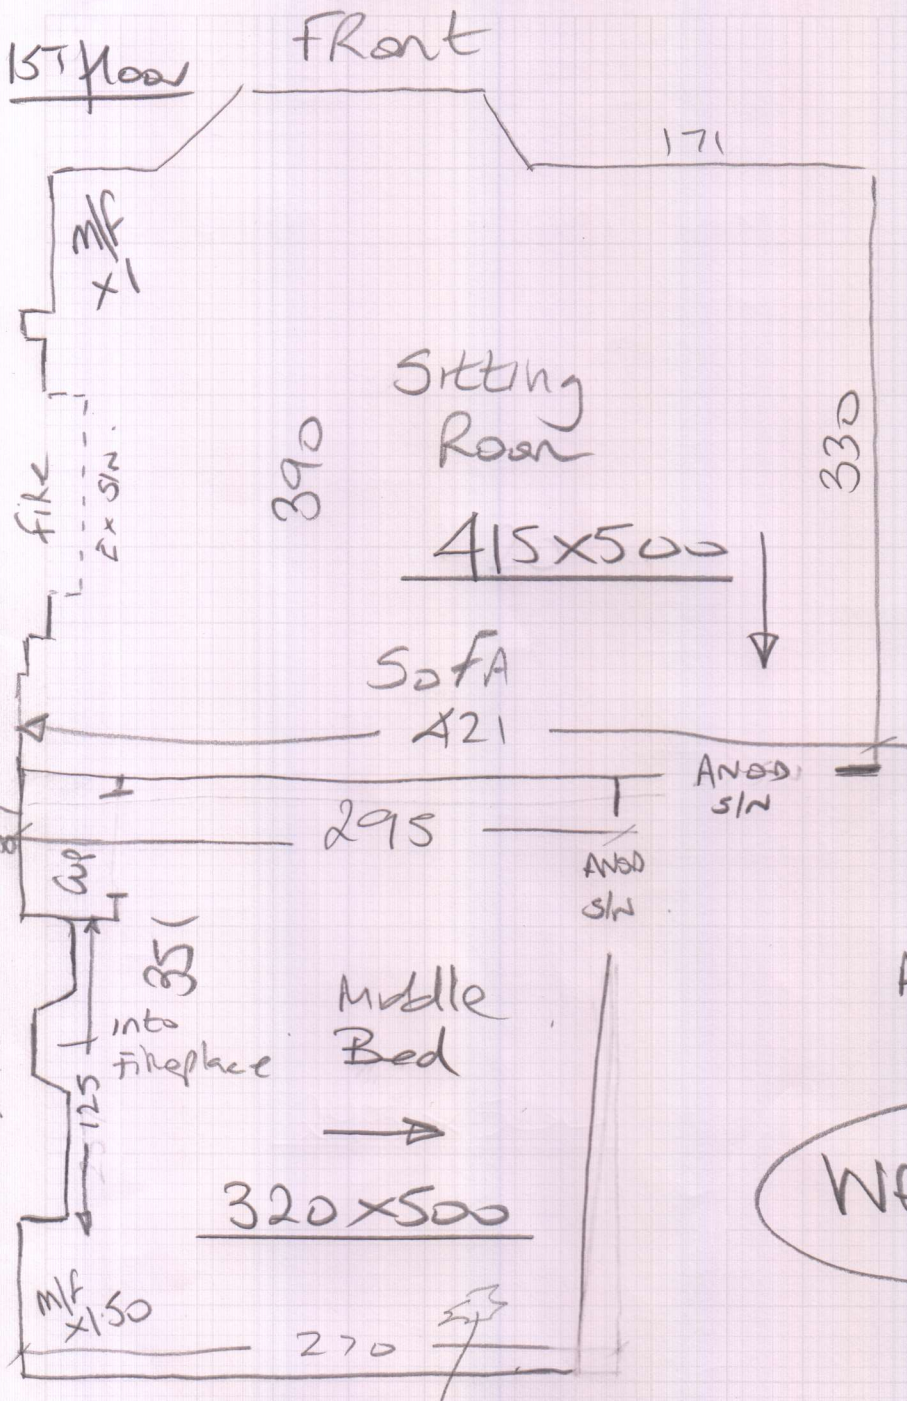 FRont
1ST floor
171
m/f
x1
Sitting
Room
390
330
fire
Ex S/N.
415x500
SofA
421
ANOD
S/N
295
Cup
ANOD
S/N
351
into
Fireplace
Middle
Bed
125
320x500
m/f
x1.50
270